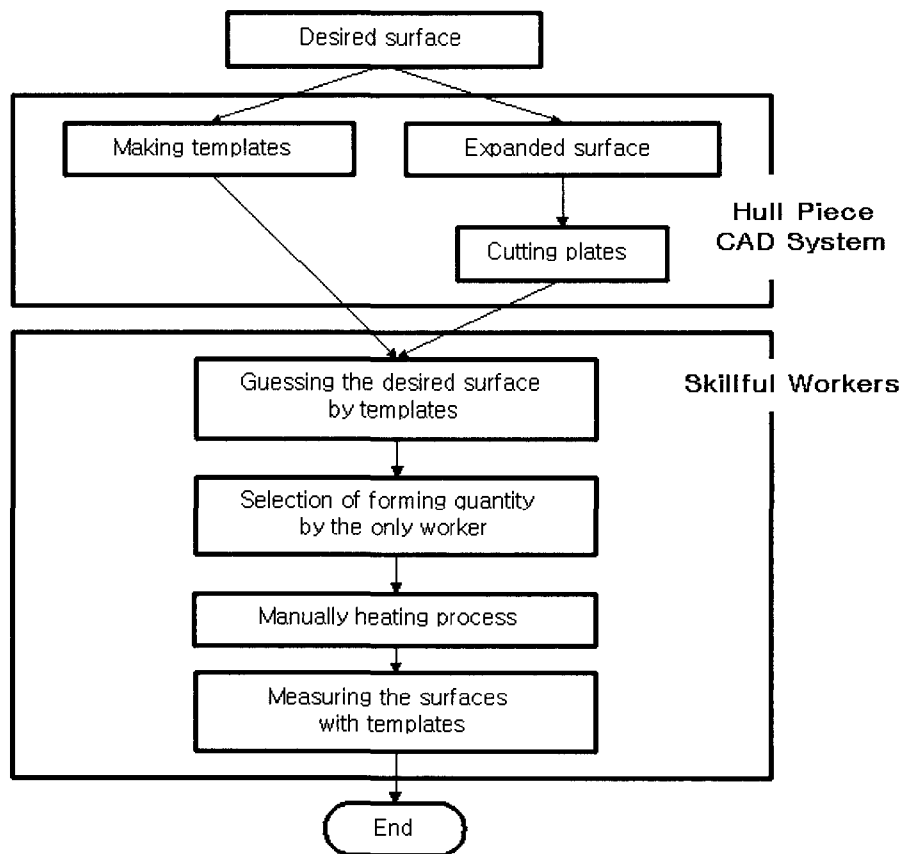 Desired surface
Making templates
Expanded surface
Hull Piece
CAD System
Cutting plates
Guessing the desired surface
by templates
Skillful Workers
Selection of forming quantity
by the only worker
Manually heating process
Measuring the surfaces
with templates
End